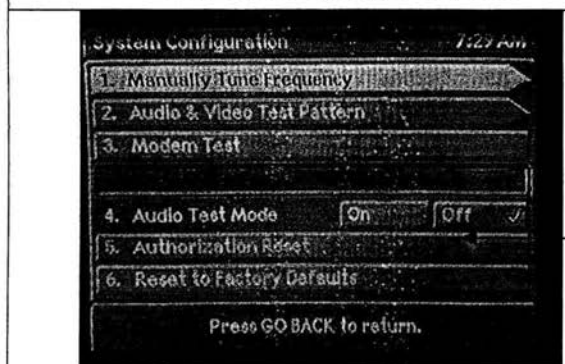 System Configuration 7:29 AM
1. Manually Tune Frequency
2. Audio & Video Test Pattern
3. Modem Test
4. Audio Test Mode On Off ✓
5. Authorization Reset
6. Reset to Factory Defaults
Press GO BACK to return.